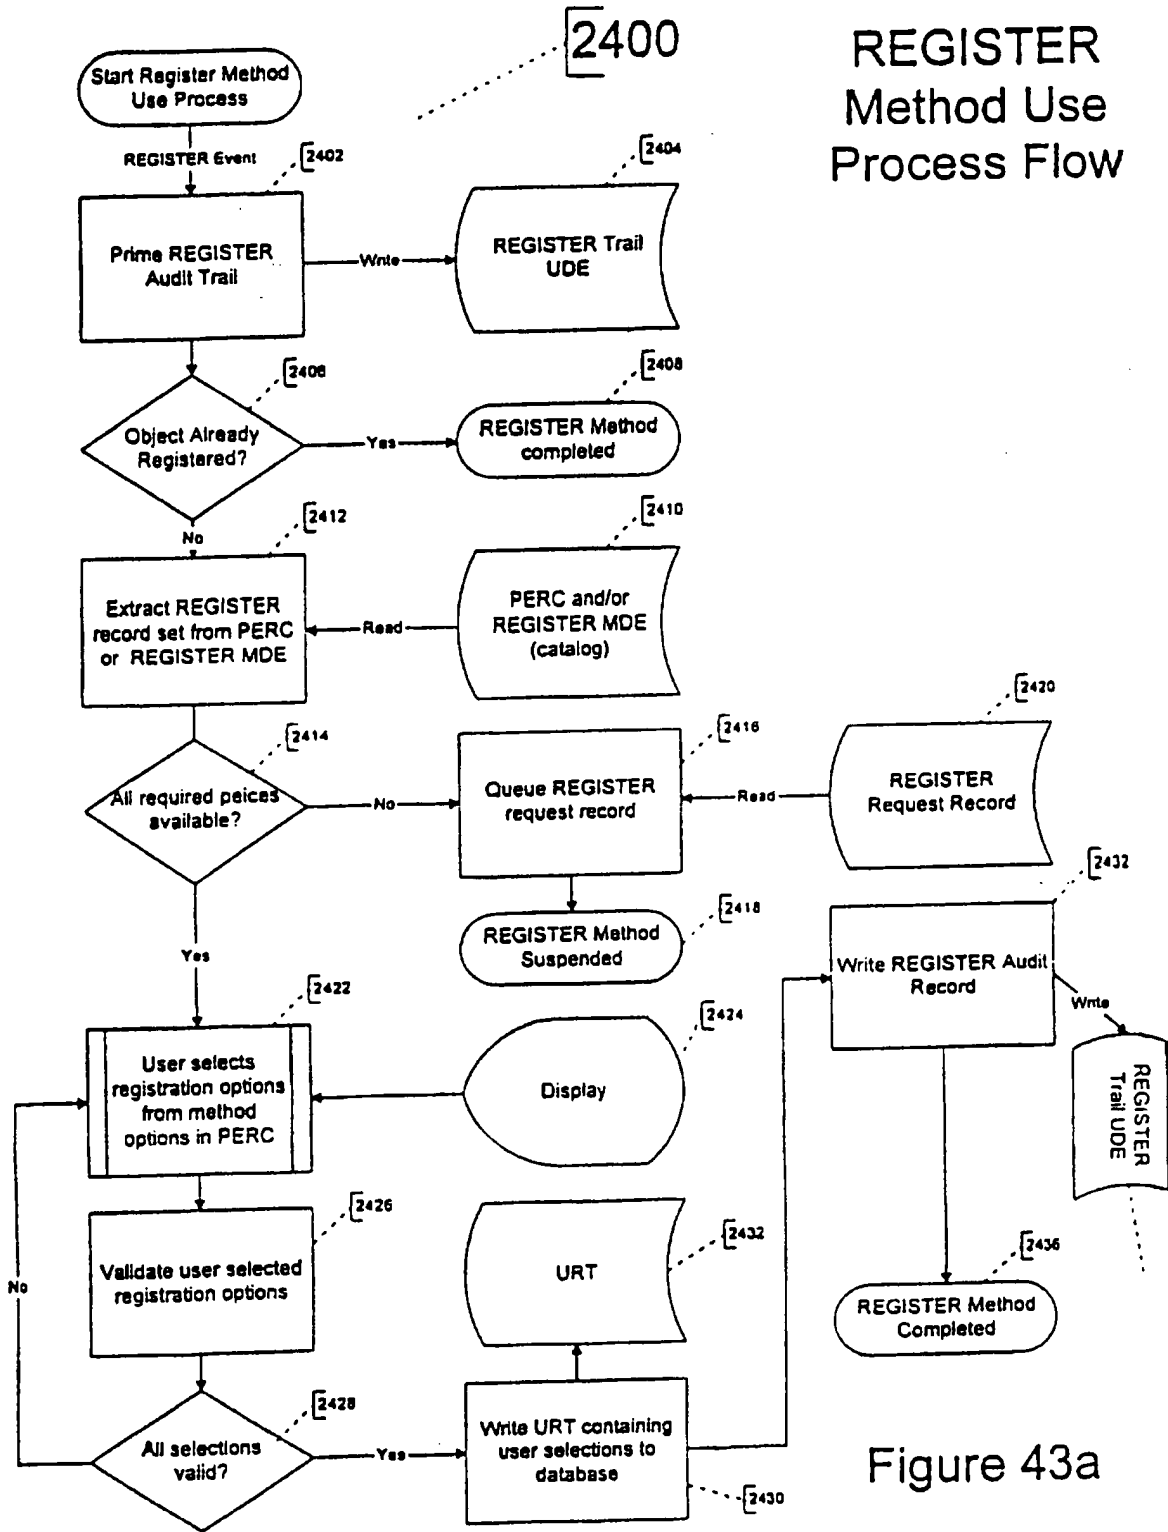 2400
REGISTER
Method Use
Process Flow
Start Register Method
Use Process
REGISTER Event
2402
2404
Prime REGISTER
Audit Trail
Write
REGISTER Trail
UDE
2406
2408
Object Already
Registered?
Yes
REGISTER Method
completed
No
2412
2410
Extract REGISTER
record set from PERC
or REGISTER MDE
Read
PERC and/or
REGISTER MDE
(catalog)
2414
2416
2420
All required peices
available?
No
Queue REGISTER
request record
Read
REGISTER
Request Record
2418
REGISTER Method
Suspended
2432
Write REGISTER Audit
Record
Write
REGISTER
Trail UDE
Yes
2422
2424
User selects
registration options
from method
options in PERC
Display
2426
2432
Validate user selected
registration options
URT
2436
REGISTER Method
Completed
No
2428
All selections
valid?
Yes
Write URT containing
user selections to
database
2430
Figure 43a